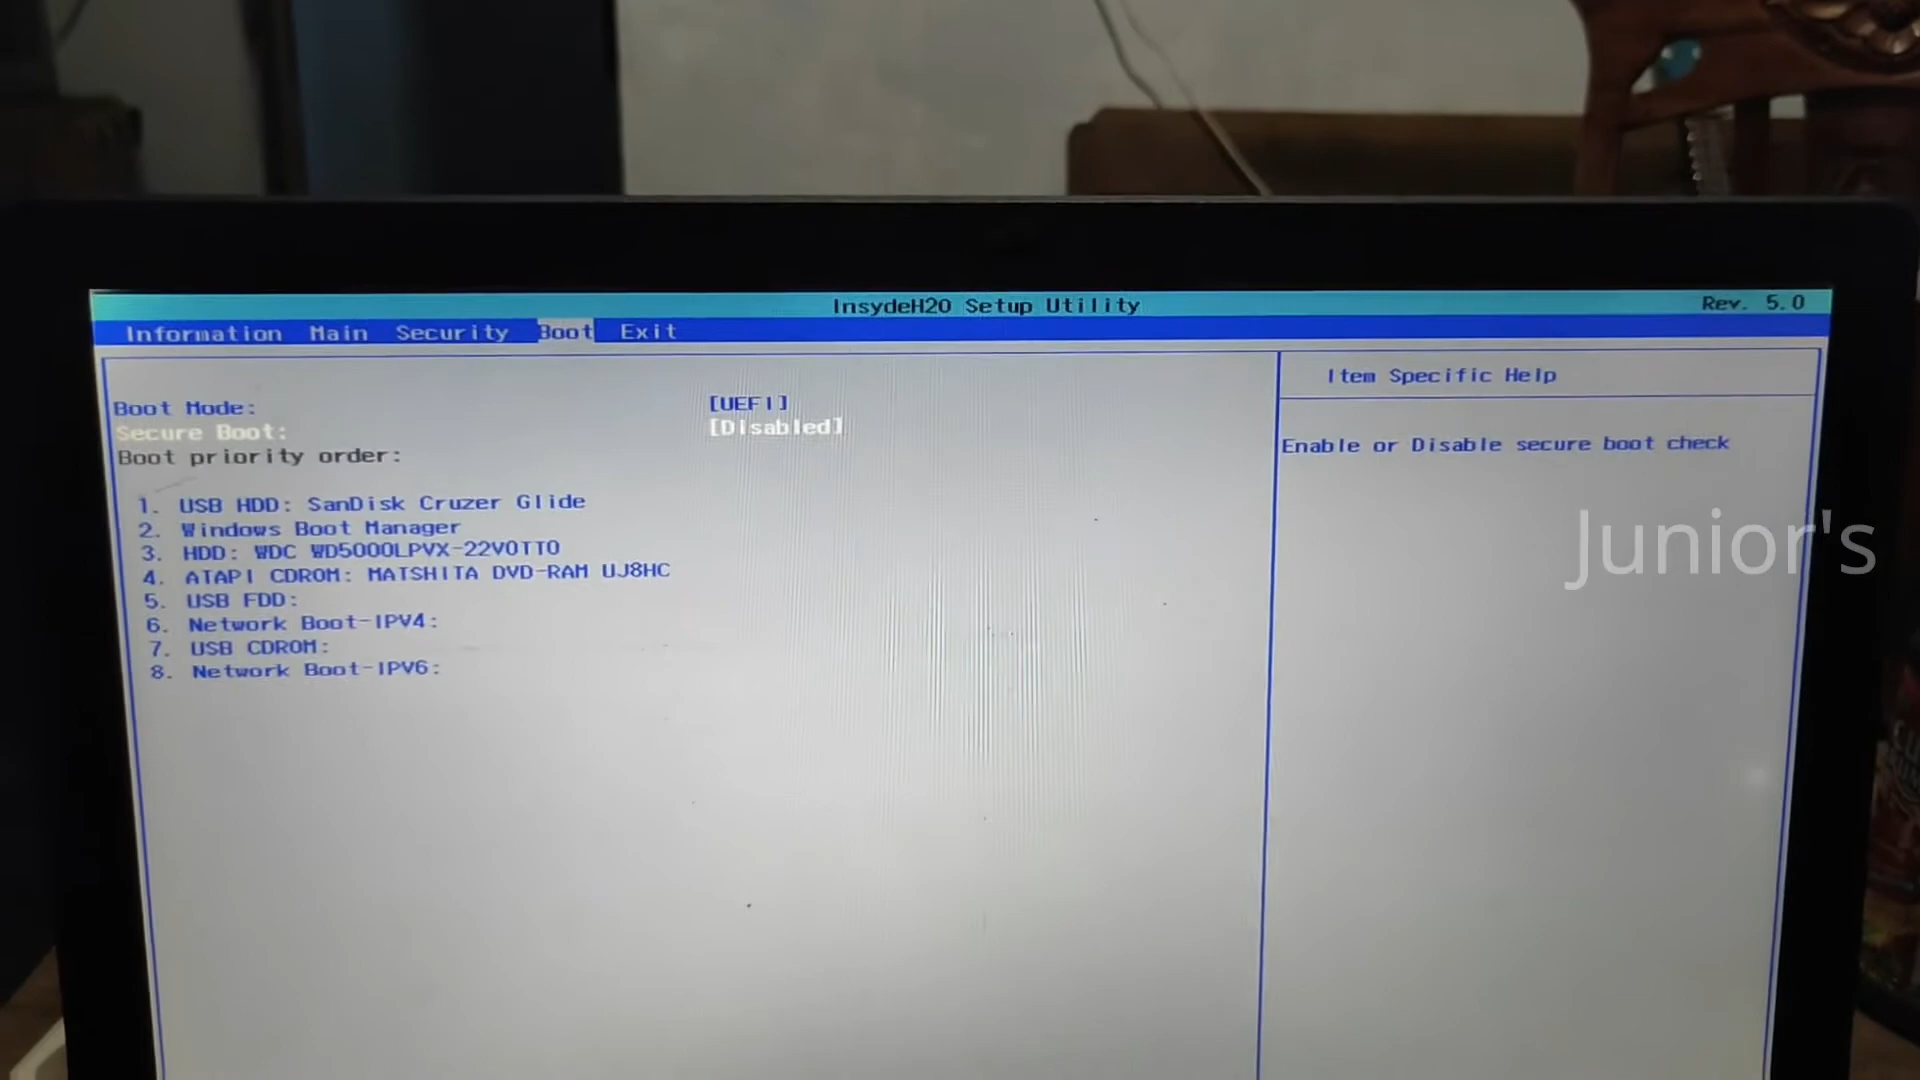 InsydeH20 Setup Utility
Rev. 5.0
Information Main Security Boot Exit
Item Specific Help
Boot Mode: [UEFI]
Secure Boot: [Disabled]
Boot priority order:
Enable or Disable secure boot check
1. USB HDD: SanDisk Cruzer Glide
2. Windows Boot Manager
3. HDD: WDC WD5000LPVX-22V0TT0
4. ATAPI CDROM: MATSHITA DVD-RAM UJ8HC
5. USB FDD:
6. Network Boot-IPV4:
7. USB CDROM:
8. Network Boot-IPV6:
Junior's